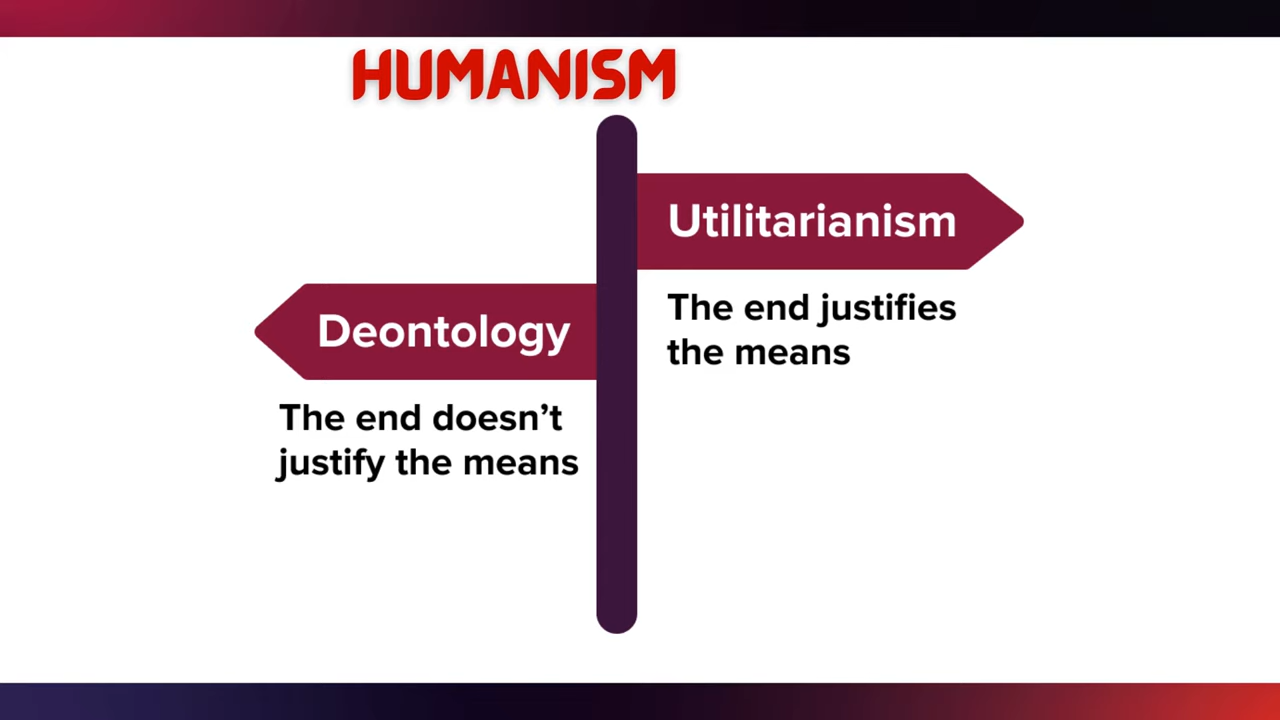 HUMANISM
Utilitarianism
The end justifies
the means
Deontology
The end doesn’t
justify the means